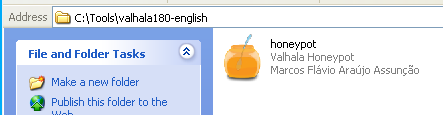 Address C:\Tools\valhala180-english
File and Folder Tasks
Make a new folder
Publish this folder to the
Web
honeypot
Valhala Honeypot
Marcos Flávio Araújo Assunção